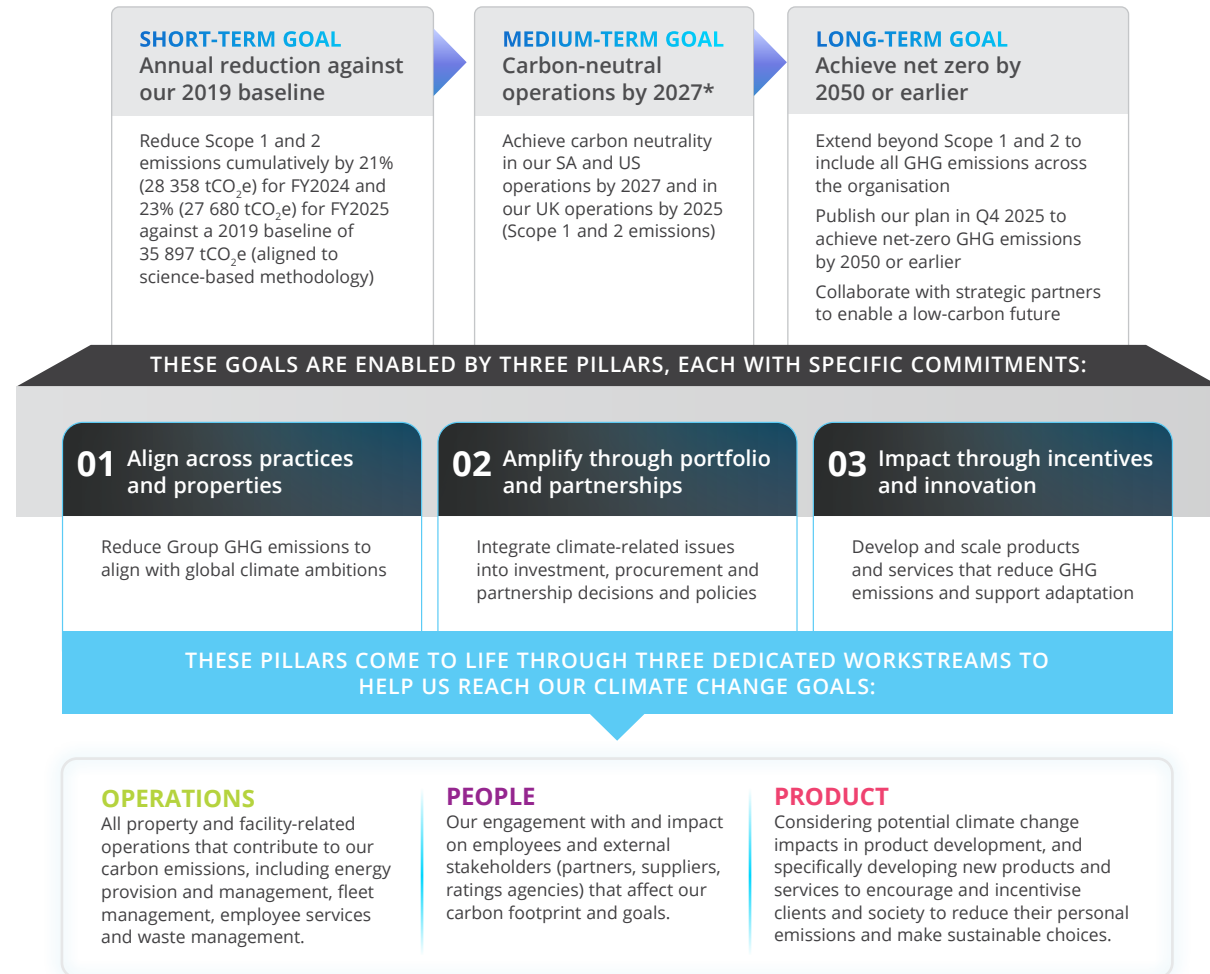 SHORT-TERM GOAL
Annual reduction against
our 2019 baseline
Reduce Scope 1 and 2
emissions cumulatively by 21%
(28 358 tCO₂e) for FY2024 and
23% (27 680 tCO₂e) for FY2025
against a 2019 baseline of
35 897 tCO₂e (aligned to
science-based methodology)
MEDIUM-TERM GOAL
Carbon-neutral
operations by 2027*
Achieve carbon neutrality
in our SA and US
operations by 2027 and in
our UK operations by 2025
(Scope 1 and 2 emissions)
LONG-TERM GOAL
Achieve net zero by
2050 or earlier
Extend beyond Scope 1 and 2 to
include all GHG emissions across
the organisation
Publish our plan in Q4 2025 to
achieve net-zero GHG emissions
by 2050 or earlier
Collaborate with strategic partners
to enable a low-carbon future
THESE GOALS ARE ENABLED BY THREE PILLARS, EACH WITH SPECIFIC COMMITMENTS:
01 Align across practices
and properties
Reduce Group GHG emissions to
align with global climate ambitions
02 Amplify through portfolio
and partnerships
Integrate climate-related issues
into investment, procurement and
partnership decisions and policies
03 Impact through incentives
and innovation
Develop and scale products
and services that reduce GHG
emissions and support adaptation
THESE PILLARS COME TO LIFE THROUGH THREE DEDICATED WORKSTREAMS TO
HELP US REACH OUR CLIMATE CHANGE GOALS:
OPERATIONS
All property and facility-related
operations that contribute to our
carbon emissions, including energy
provision and management, fleet
management, employee services
and waste management.
PEOPLE
Our engagement with and impact
on employees and external
stakeholders (partners, suppliers,
ratings agencies) that affect our
carbon footprint and goals.
PRODUCT
Considering potential climate change
impacts in product development, and
specifically developing new products and
services to encourage and incentivise
clients and society to reduce their personal
emissions and make sustainable choices.